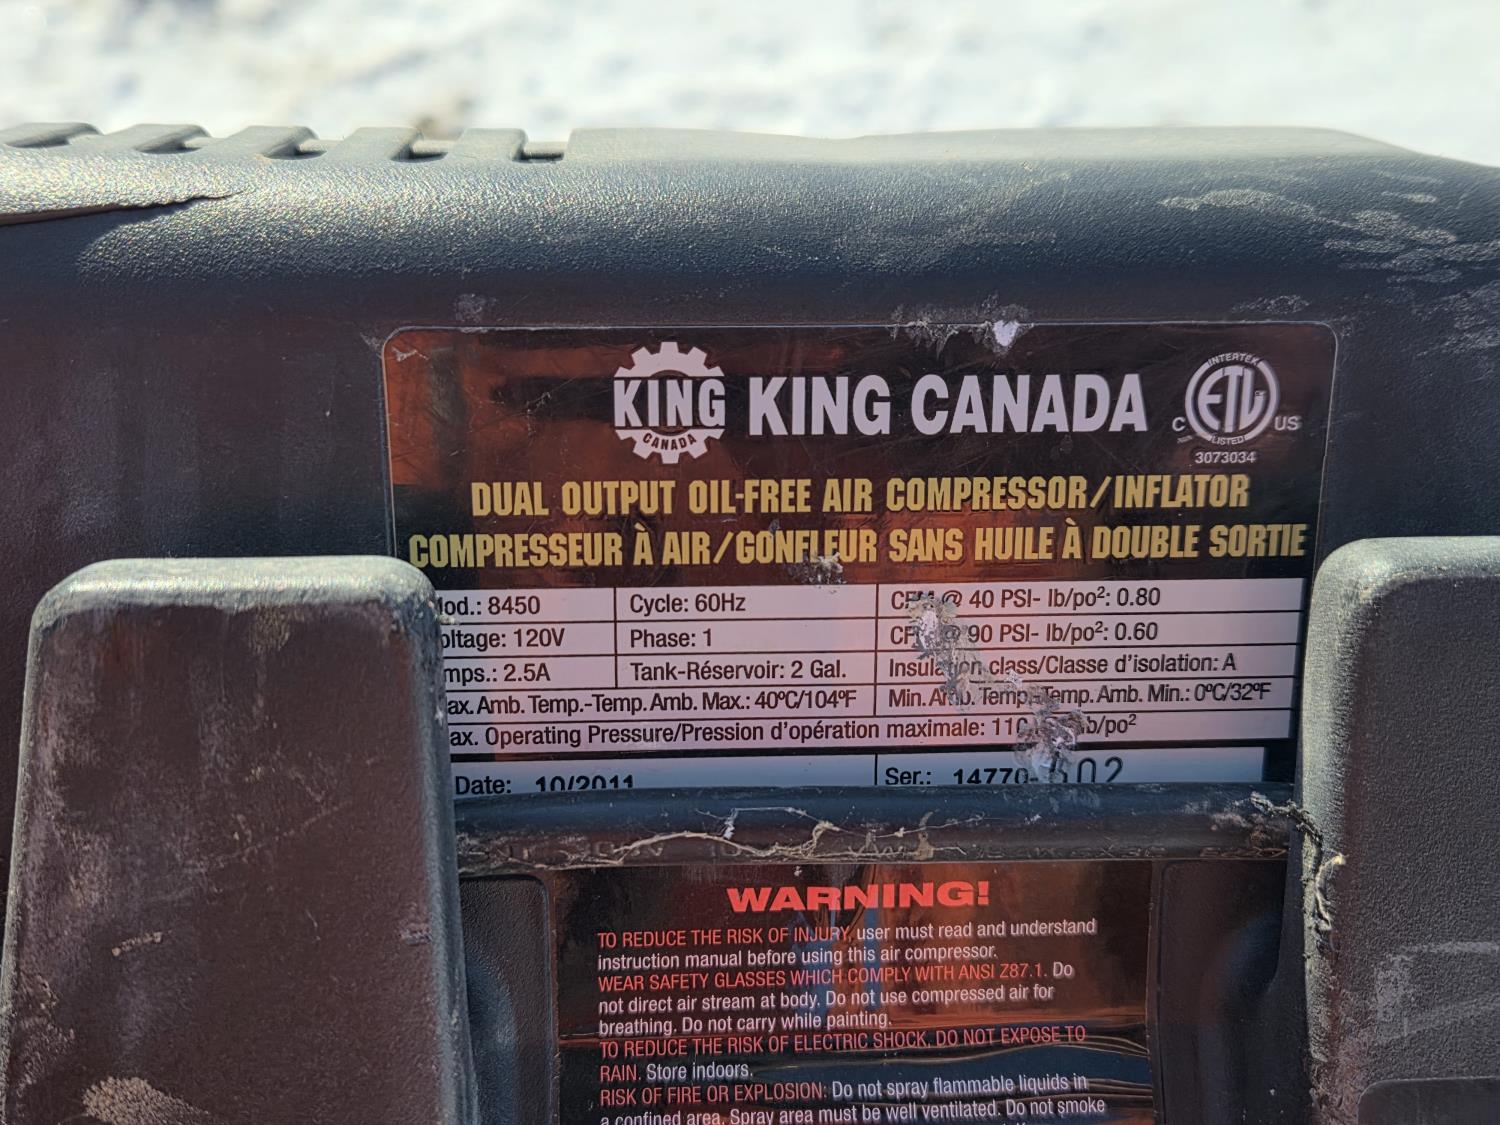 KING
CANADA
KING CANADA
INTERTEK
ETL
C US
LISTED
3073034
DUAL OUTPUT OIL-FREE AIR COMPRESSOR/INFLATOR
COMPRESSEUR À AIR/GONFLEUR SANS HUILE À DOUBLE SORTIE
od.: 8450 Cycle: 60Hz CFM @ 40 PSI- lb/po²: 0.80
oltage: 120V Phase: 1 CFM @ 90 PSI- lb/po²: 0.60
mps.: 2.5A Tank-Réservoir: 2 Gal. Insulation class/Classe d'isolation: A
ax. Amb. Temp.-Temp. Amb. Max.: 40ºC/104ºF Min. Amb. Temp.-Temp. Amb. Min.: 0ºC/32ºF
ax. Operating Pressure/Pression d'opération maximale: 110 lb/po²
Date: 10/2011 Ser.: 14770-602
WARNING!
TO REDUCE THE RISK OF INJURY, user must read and understand
instruction manual before using this air compressor.
WEAR SAFETY GLASSES WHICH COMPLY WITH ANSI Z87.1. Do
not direct air stream at body. Do not use compressed air for
breathing. Do not carry while painting.
TO REDUCE THE RISK OF ELECTRIC SHOCK, DO NOT EXPOSE TO
RAIN. Store indoors.
RISK OF FIRE OR EXPLOSION: Do not spray flammable liquids in
a confined area. Spray area must be well ventilated. Do not smoke